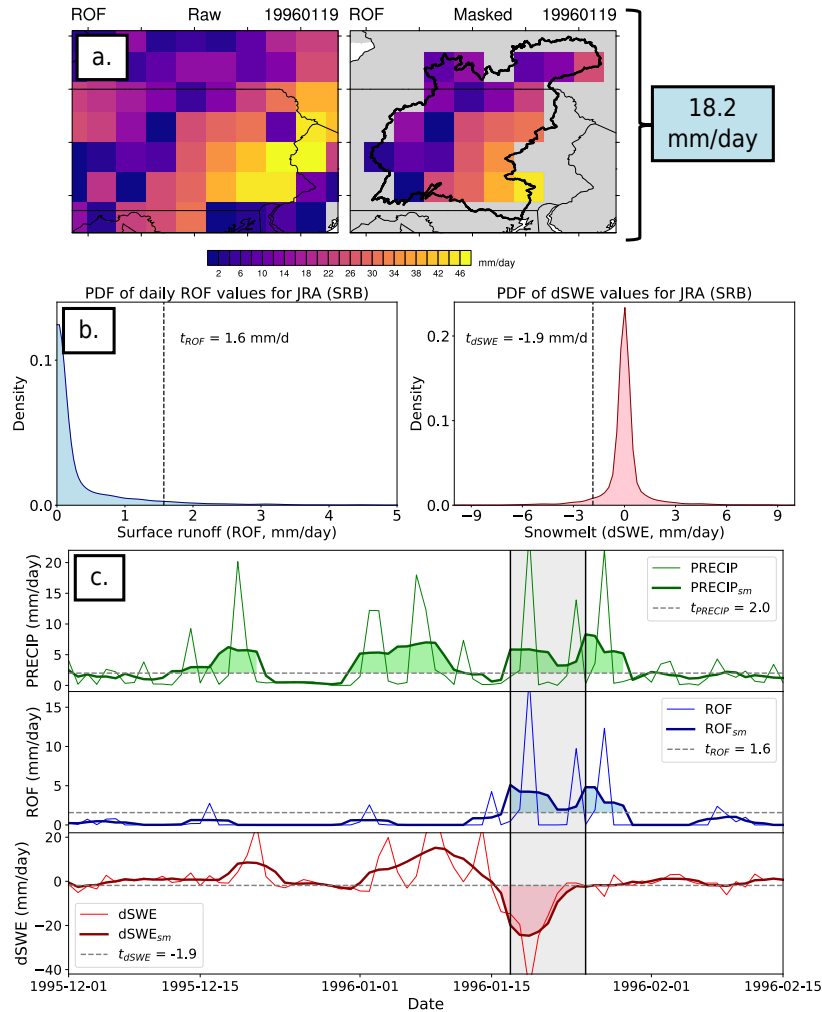 ROF Raw 19960119
ROF Masked 19960119
a.
18.2
mm/day
2 6 10 14 18 22 26 30 34 38 42 46 mm/day
PDF of daily ROF values for JRA (SRB)
b.
t_ROF = 1.6 mm/d
0.1
0.0
Density
0 1 2 3 4 5
Surface runoff (ROF, mm/day)
PDF of dSWE values for JRA (SRB)
t_dSWE = -1.9 mm/d
0.2
0.1
0.0
Density
−9 −6 −3 0 3 6 9
Snowmelt (dSWE, mm/day)
c.
PRECIP (mm/day)
20
15
10
5
0
PRECIP
PRECIP_sm
t_PRECIP = 2.0
ROF (mm/day)
15
10
5
0
ROF
ROF_sm
t_ROF = 1.6
dSWE (mm/day)
20
0
−20
−40
dSWE
dSWE_sm
t_dSWE = -1.9
1995-12-01 1995-12-15 1996-01-01 1996-01-15 1996-02-01 1996-02-15
Date